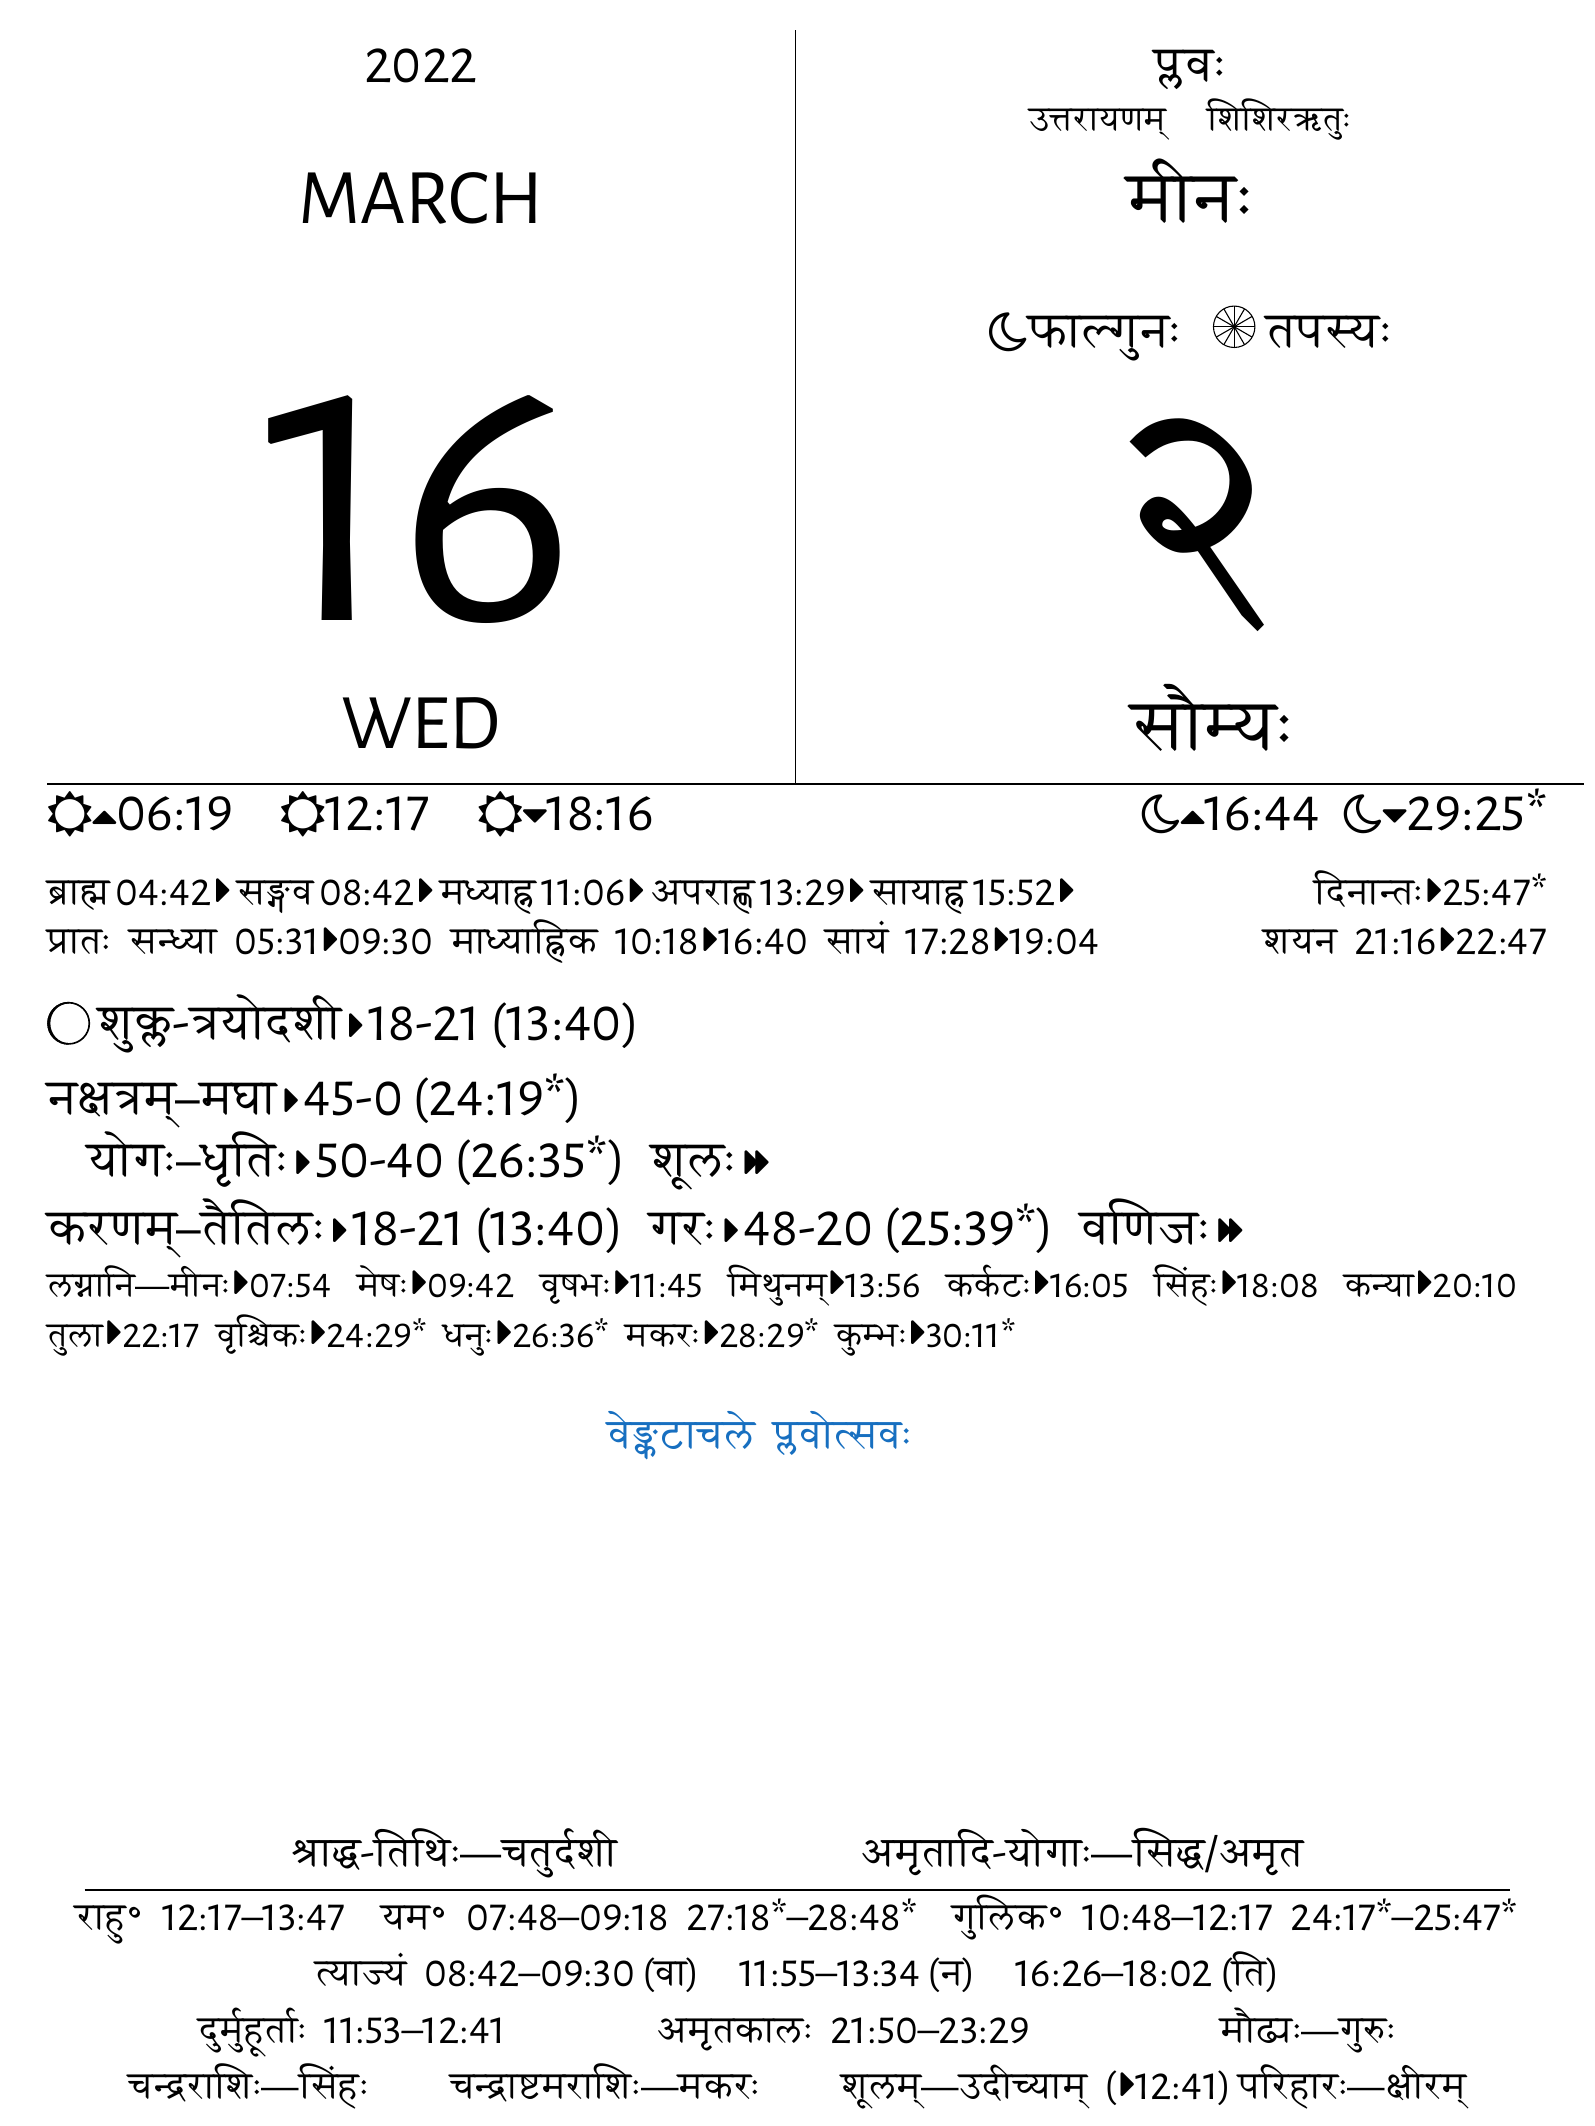 2022
MARCH
16
WED
प्लवः
उत्तरायणम् शिशिरऋतुः
मीनः
फाल्गुनः तपस्यः
२
सौम्यः
06:19 12:17 18:16 16:44 29:25*
ब्राह्म 04:42 सङ्गव 08:42 मध्याह्न 11:06 अपराह्ण 13:29 सायाह्न 15:52 दिनान्तः 25:47*
प्रातः सन्ध्या 05:31 09:30 माध्याह्निक 10:18 16:40 सायं 17:28 19:04 शयन 21:16 22:47
शुक्ल-त्रयोदशी 18-21 (13:40)
नक्षत्रम्–मघा 45-0 (24:19*)
योगः–धृतिः 50-40 (26:35*) शूलः
करणम्–तैतिलः 18-21 (13:40) गरः 48-20 (25:39*) वणिजः
लग्नानि—मीनः 07:54 मेषः 09:42 वृषभः 11:45 मिथुनम् 13:56 कर्कटः 16:05 सिंहः 18:08 कन्या 20:10
तुला 22:17 वृश्चिकः 24:29* धनुः 26:36* मकरः 28:29* कुम्भः 30:11*
वेङ्कटाचले प्लवोत्सवः
श्राद्ध-तिथिः—चतुर्दशी अमृतादि-योगाः—सिद्ध/अमृत
राहु॰ 12:17–13:47 यम॰ 07:48–09:18 27:18*–28:48* गुलिक॰ 10:48–12:17 24:17*–25:47*
त्याज्यं 08:42–09:30 (वा) 11:55–13:34 (न) 16:26–18:02 (ति)
दुर्मुहूर्ताः 11:53–12:41 अमृतकालः 21:50–23:29 मौढ्यः—गुरुः
चन्द्रराशिः—सिंहः चन्द्राष्टमराशिः—मकरः शूलम्—उदीच्याम् (12:41) परिहारः—क्षीरम्